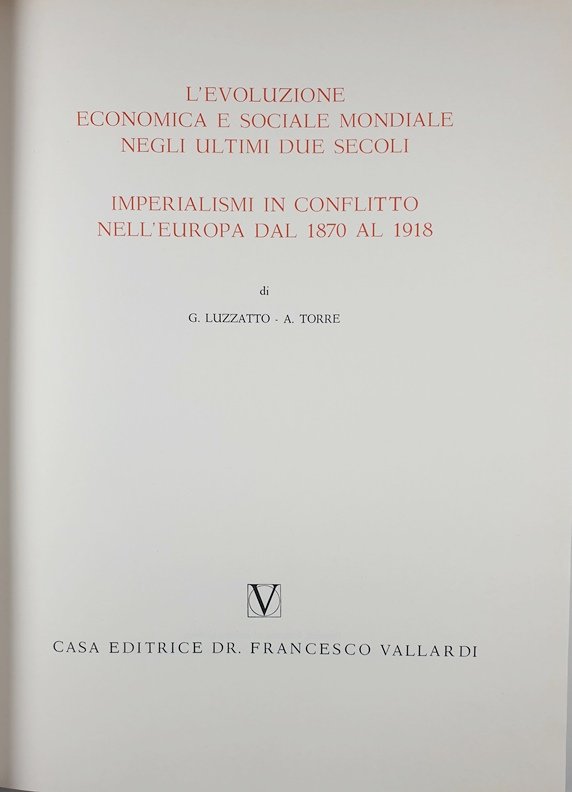 L'EVOLUZIONE
ECONOMICA E SOCIALE MONDIALE
NEGLI ULTIMI DUE SECOLI
IMPERIALISMI IN CONFLITTO
NELL'EUROPA DAL 1870 AL 1918
di
G. LUZZATTO - A. TORRE
V
CASA EDITRICE DR. FRANCESCO VALLARDI